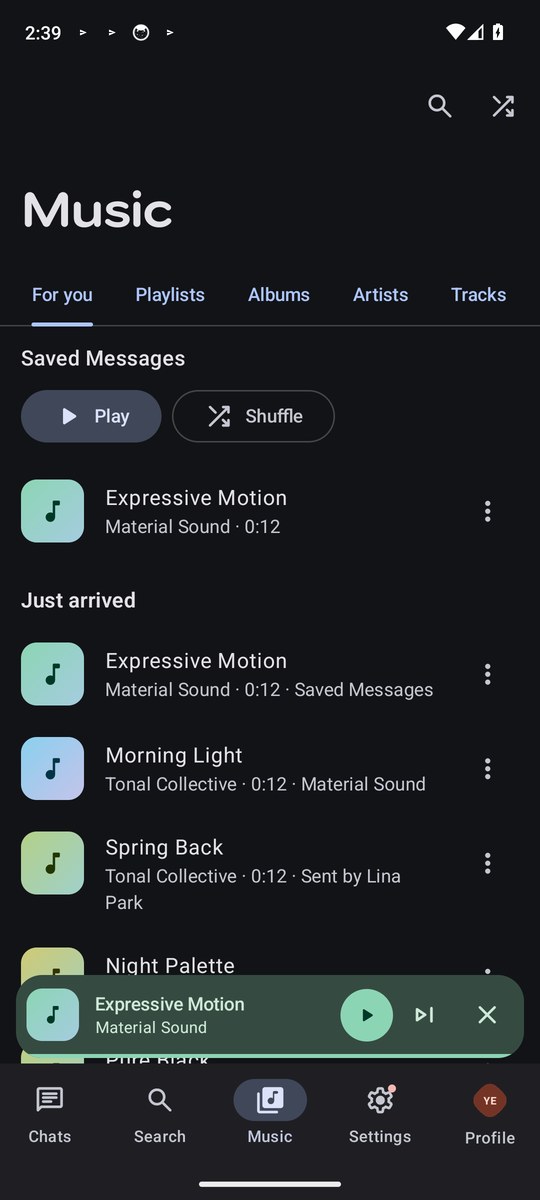 2:39
Music
For you
Playlists
Albums
Artists
Tracks
Saved Messages
Play
Shuffle
Expressive Motion
Material Sound · 0:12
Just arrived
Expressive Motion
Material Sound · 0:12 · Saved Messages
Morning Light
Tonal Collective · 0:12 · Material Sound
Spring Back
Tonal Collective · 0:12 · Sent by Lina
Park
Night Palette
Expressive Motion
Material Sound
Pure Black
Chats
Search
Music
Settings
YE
Profile